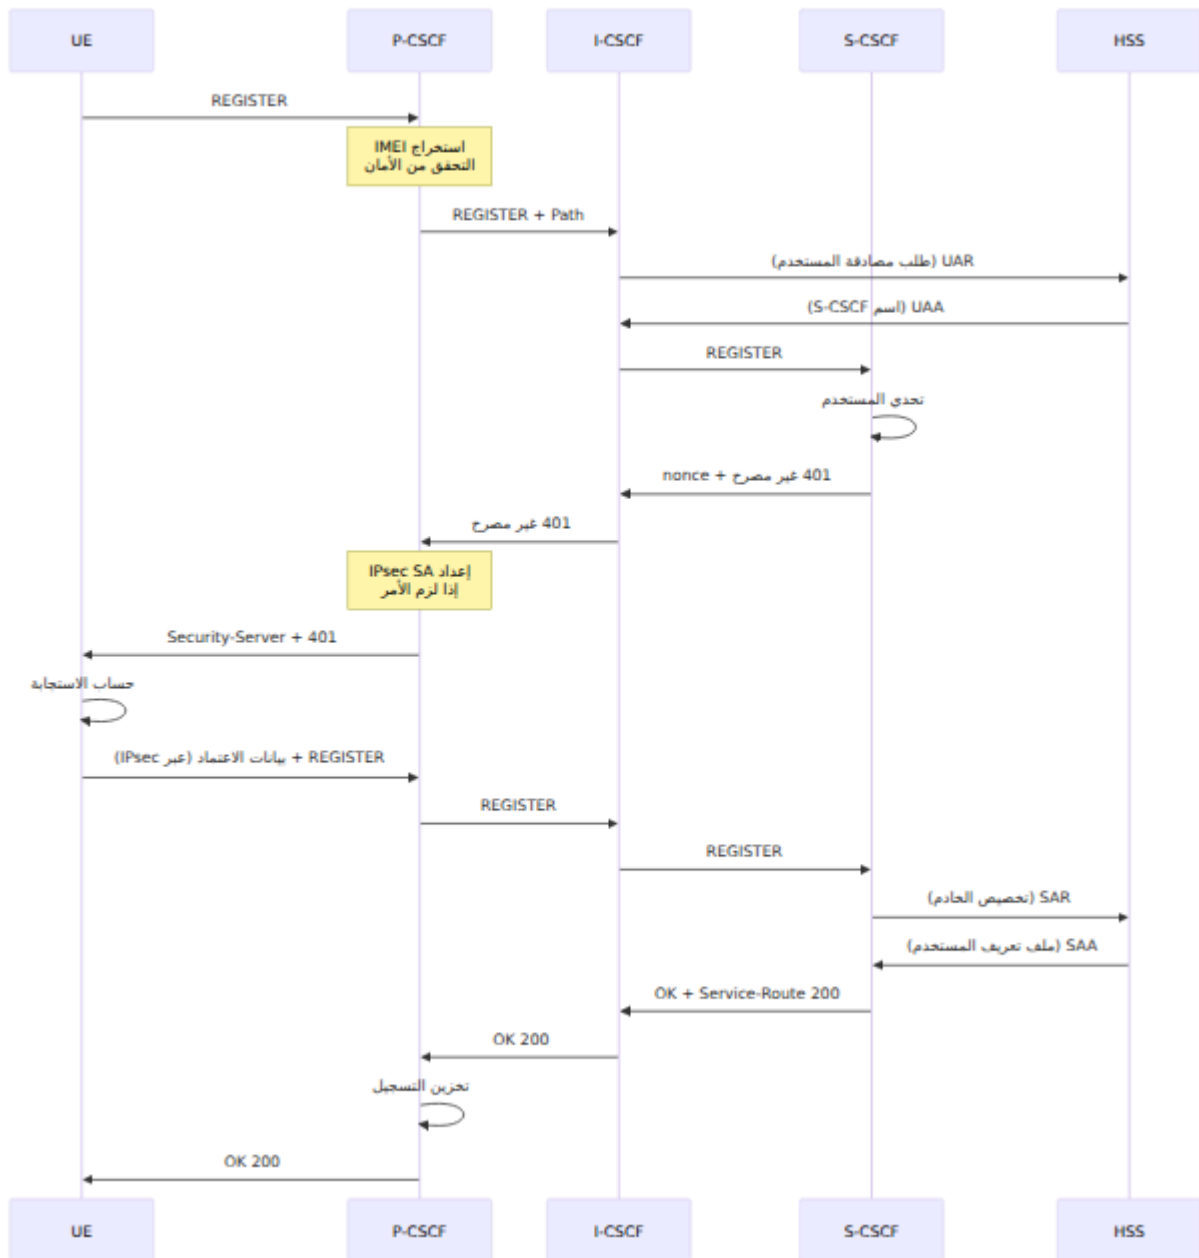 UE
P-CSCF
I-CSCF
S-CSCF
HSS
REGISTER
استخراج IMEI
التحقق من الأمان
REGISTER + Path
UAR (طلب مصادقة المستخدم)
UAA (اسم S-CSCF)
REGISTER
تحدي المستخدم
401 غير مصرح + nonce
401 غير مصرح
إعداد IPsec SA
إذا لزم الأمر
Security-Server + 401
حساب الاستجابة
REGISTER + بيانات الاعتماد (عبر IPsec)
REGISTER
REGISTER
SAR (تخصيص الخادم)
SAA (ملف تعريف المستخدم)
OK + Service-Route 200
OK 200
تخزين التسجيل
OK 200
UE
P-CSCF
I-CSCF
S-CSCF
HSS